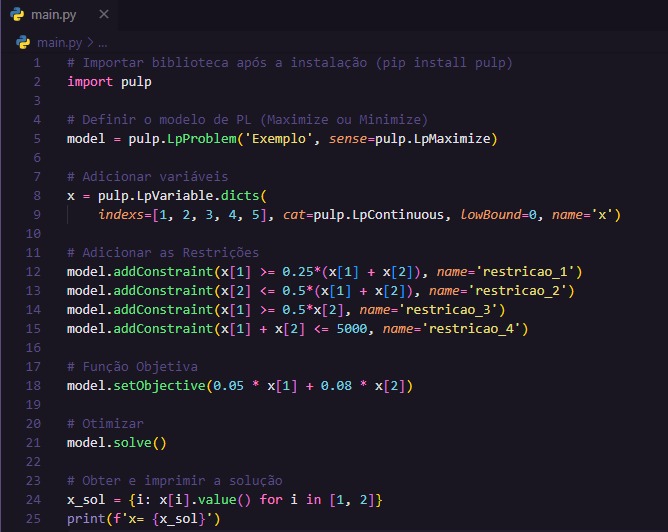 main.py ×
main.py > ...
1 # Importar biblioteca após a instalação (pip install pulp)
2 import pulp
3
4 # Definir o modelo de PL (Maximize ou Minimize)
5 model = pulp.LpProblem('Exemplo', sense=pulp.LpMaximize)
6
7 # Adicionar variáveis
8 x = pulp.LpVariable.dicts(
9     indexs=[1, 2, 3, 4, 5], cat=pulp.LpContinuous, lowBound=0, name='x')
10
11 # Adicionar as Restrições
12 model.addConstraint(x[1] >= 0.25*(x[1] + x[2]), name='restricao_1')
13 model.addConstraint(x[2] <= 0.5*(x[1] + x[2]), name='restricao_2')
14 model.addConstraint(x[1] >= 0.5*x[2], name='restricao_3')
15 model.addConstraint(x[1] + x[2] <= 5000, name='restricao_4')
16
17 # Função Objetiva
18 model.setObjective(0.05 * x[1] + 0.08 * x[2])
19
20 # Otimizar
21 model.solve()
22
23 # Obter e imprimir a solução
24 x_sol = {i: x[i].value() for i in [1, 2]}
25 print(f'x= {x_sol}')